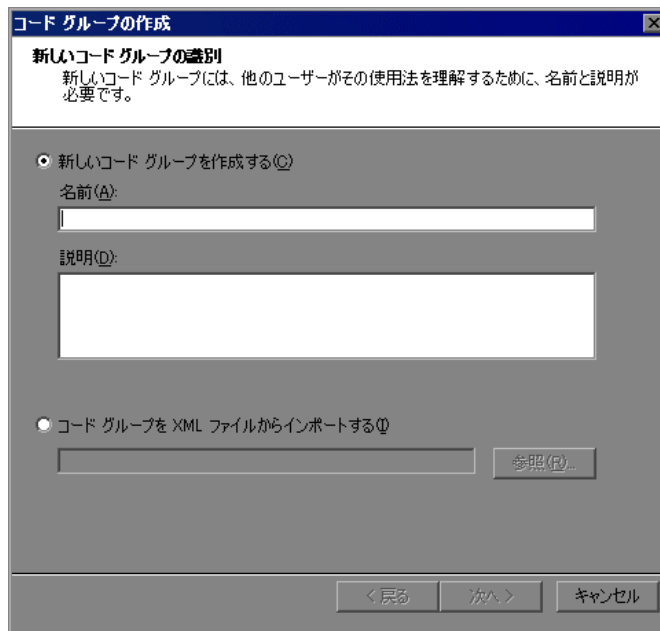 コード グループの作成
新しいコード グループの識別
新しいコード グループには、他のユーザーがその使用法を理解するために、名前と説明が
必要です。
新しいコード グループを作成する(C)
名前(A):
説明(D):
コード グループを XML ファイルからインポートする(I)
参照(R)...
< 戻る
次へ >
キャンセル